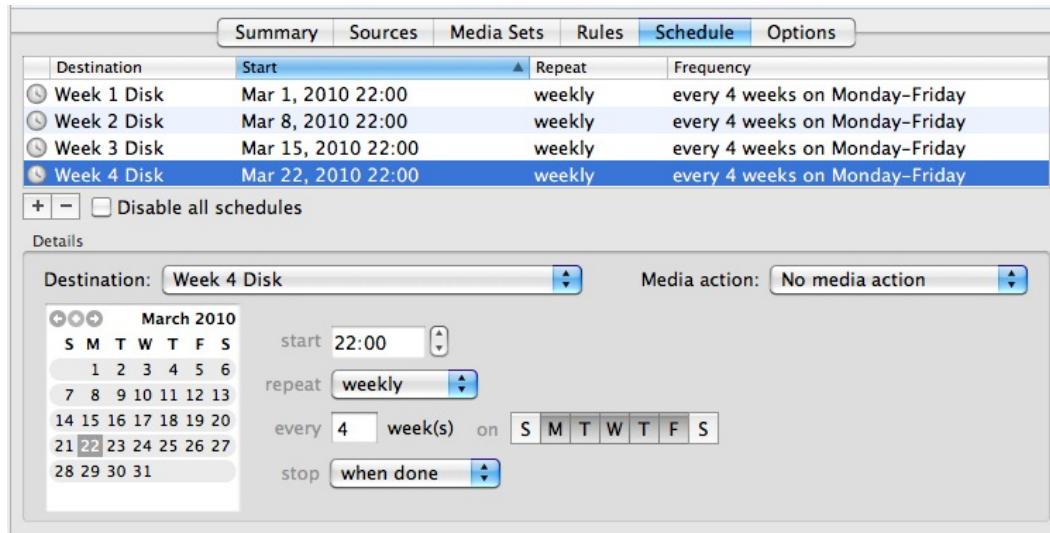 Summary Sources Media Sets Rules Schedule Options
Destination Start Repeat Frequency
Week 1 Disk Mar 1, 2010 22:00 weekly every 4 weeks on Monday-Friday
Week 2 Disk Mar 8, 2010 22:00 weekly every 4 weeks on Monday-Friday
Week 3 Disk Mar 15, 2010 22:00 weekly every 4 weeks on Monday-Friday
Week 4 Disk Mar 22, 2010 22:00 weekly every 4 weeks on Monday-Friday
+ − Disable all schedules
Details
Destination: Week 4 Disk Media action: No media action
March 2010
S M T W T F S
1 2 3 4 5 6
7 8 9 10 11 12 13
14 15 16 17 18 19 20
21 22 23 24 25 26 27
28 29 30 31
start 22:00
repeat weekly
every 4 week(s) on S M T W T F S
stop when done